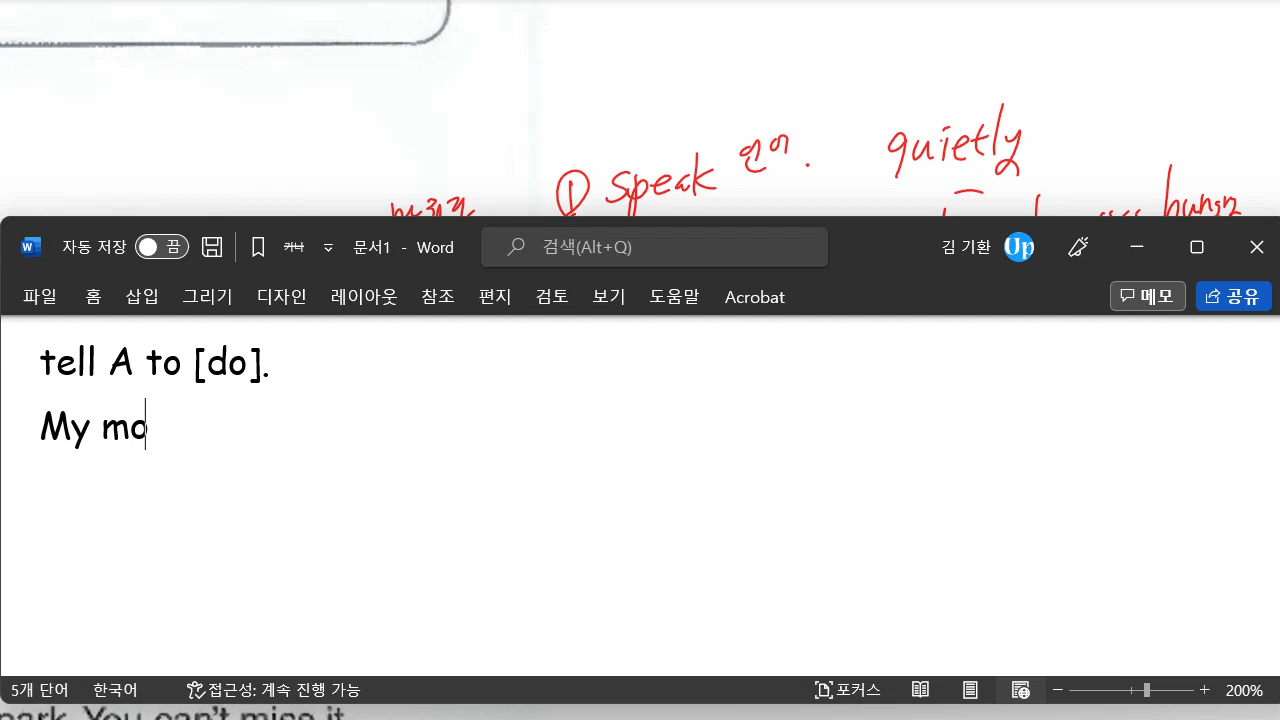 ① speak 언어.
quietly
자동 저장 끔 가나 문서1 - Word 검색(Alt+Q) 김 기환 Up
파일 홈 삽입 그리기 디자인 레이아웃 참조 편지 검토 보기 도움말 Acrobat 메모 공유
tell A to [do].
My mo
5개 단어 한국어 접근성: 계속 진행 가능 포커스 200%
park. You can't miss it.